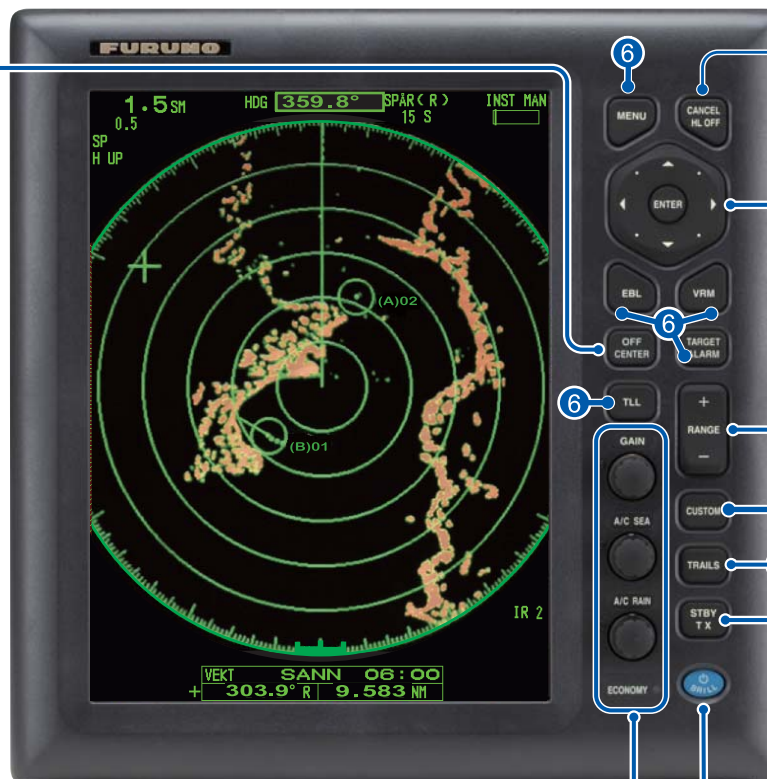 FURUNO
1.5SM
0.5
SP
H UP
HDG 359.8°
SPÅR(R)
15 S
INST MAN
(A)02
(B)01
IR 2
VEKT SANN 06:00
+ 303.9° R 9.583 NM
6
MENU
CANCEL
HL OFF
ENTER
EBL
VRM
6
OFF
CENTER
TARGET
ALARM
6
TLL
+
RANGE
−
GAIN
A/C SEA
A/C RAIN
CUSTOM
TRAILS
STBY
TX
ECONOMY
BRILL